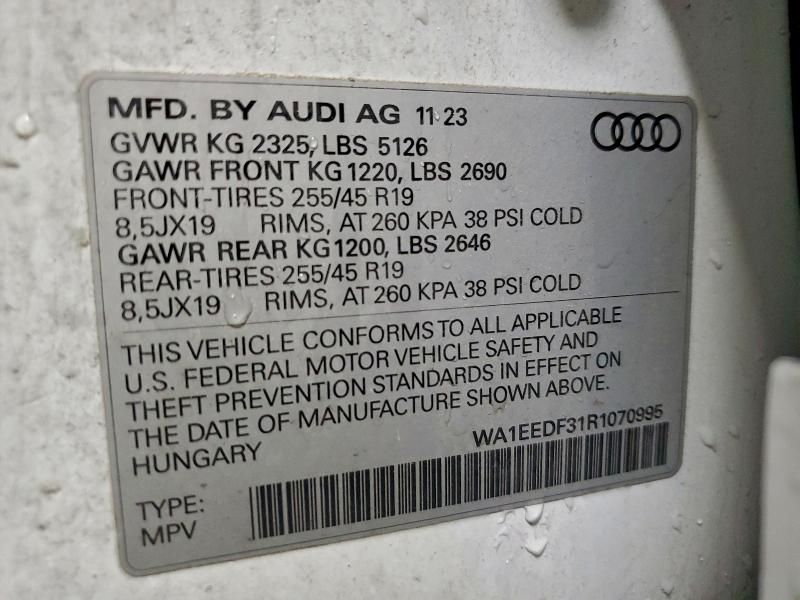 MFD. BY AUDI AG 11 23
GVWR KG 2325, LBS 5126
GAWR FRONT KG 1220, LBS 2690
FRONT-TIRES 255/45 R19
8,5JX19 RIMS, AT 260 KPA 38 PSI COLD
GAWR REAR KG 1200, LBS 2646
REAR-TIRES 255/45 R19
8,5JX19 RIMS, AT 260 KPA 38 PSI COLD
THIS VEHICLE CONFORMS TO ALL APPLICABLE
U.S. FEDERAL MOTOR VEHICLE SAFETY AND
THEFT PREVENTION STANDARDS IN EFFECT ON
THE DATE OF MANUFACTURE SHOWN ABOVE.
HUNGARY
WA1EEDF31R1070995
TYPE:
MPV